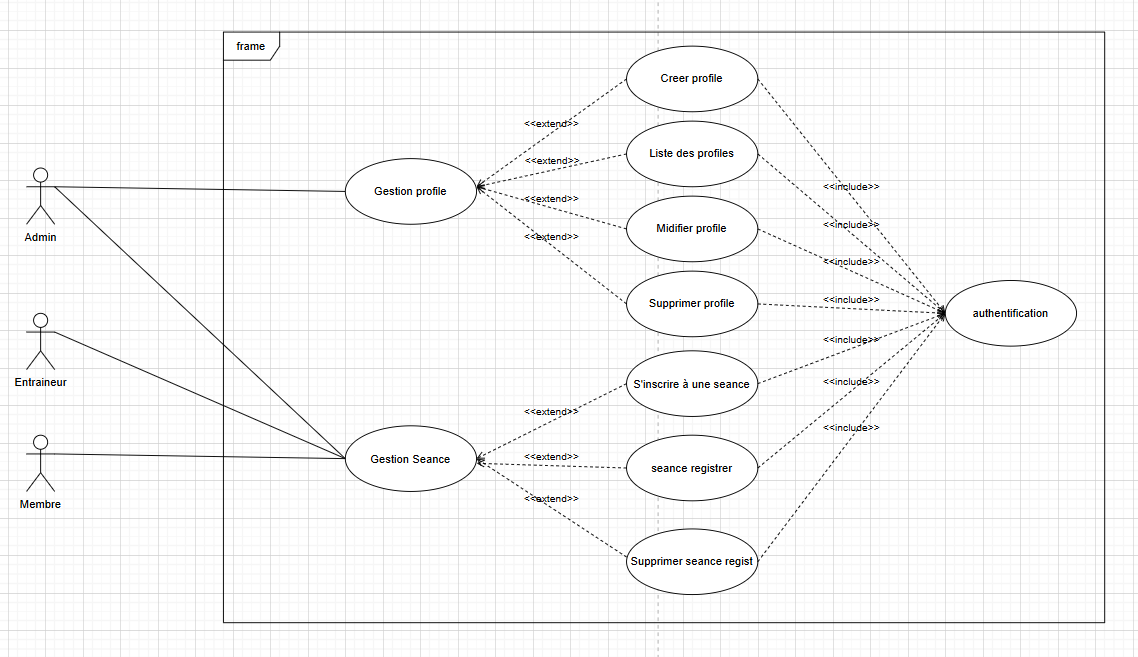 frame
Creer profile
<<extend>>
Liste des profiles
<<extend>>
Gestion profile
<<include>>
<<extend>>
Midifier profile
<<include>>
Admin
<<extend>>
<<include>>
Supprimer profile
<<include>>
authentification
<<include>>
Entraineur
S'inscrire à une seance
<<include>>
<<extend>>
<<include>>
Gestion Seance
<<extend>>
seance registrer
<<extend>>
Membre
Supprimer seance regist